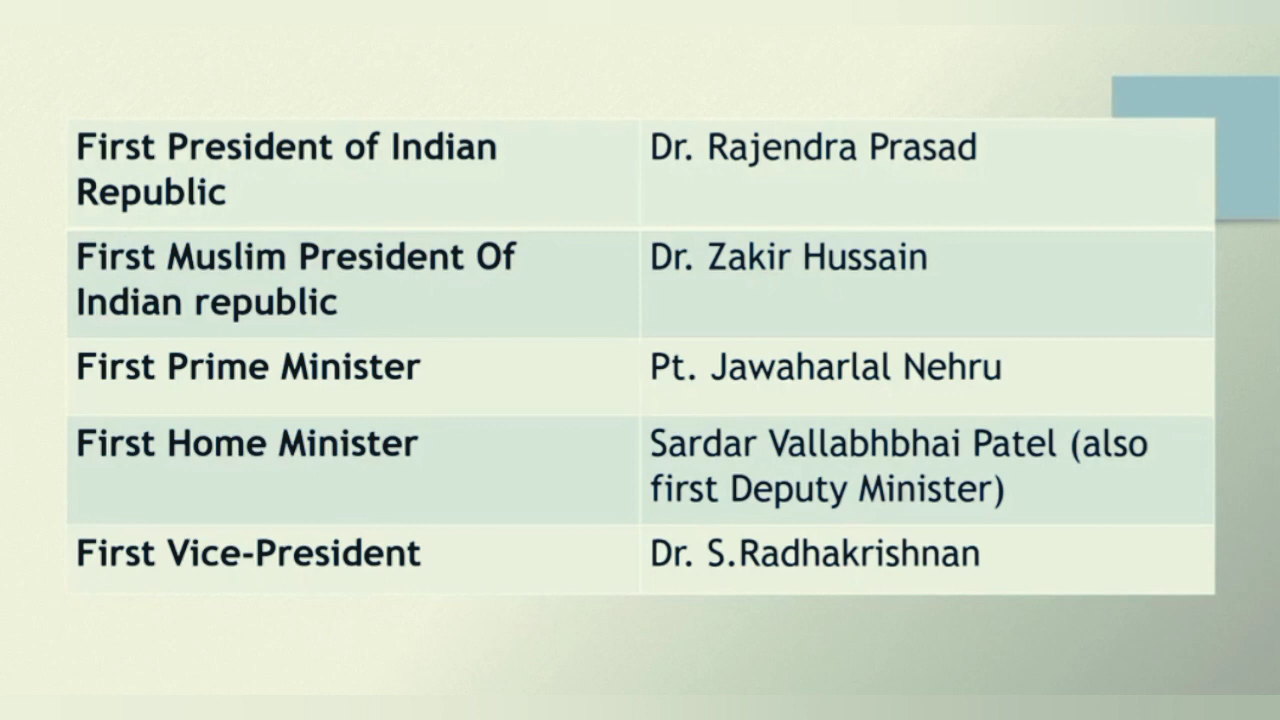 First President of Indian
Republic
Dr. Rajendra Prasad
First Muslim President Of
Indian republic
Dr. Zakir Hussain
First Prime Minister
Pt. Jawaharlal Nehru
First Home Minister
Sardar Vallabhbhai Patel (also
first Deputy Minister)
First Vice-President
Dr. S.Radhakrishnan